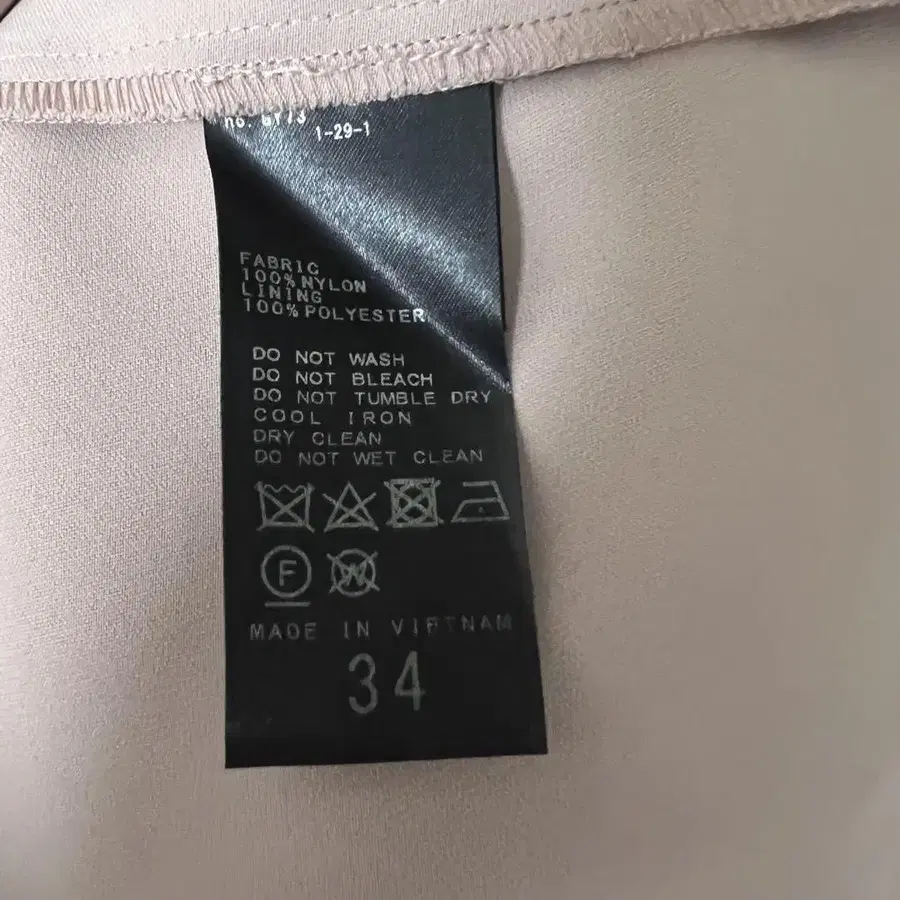 1-29-1
FABRIC
100%NYLON
LINING
100%POLYESTER
DO NOT WASH
DO NOT BLEACH
DO NOT TUMBLE DRY
COOL IRON
DRY CLEAN
DO NOT WET CLEAN
F W
MADE IN VIETNAM
34